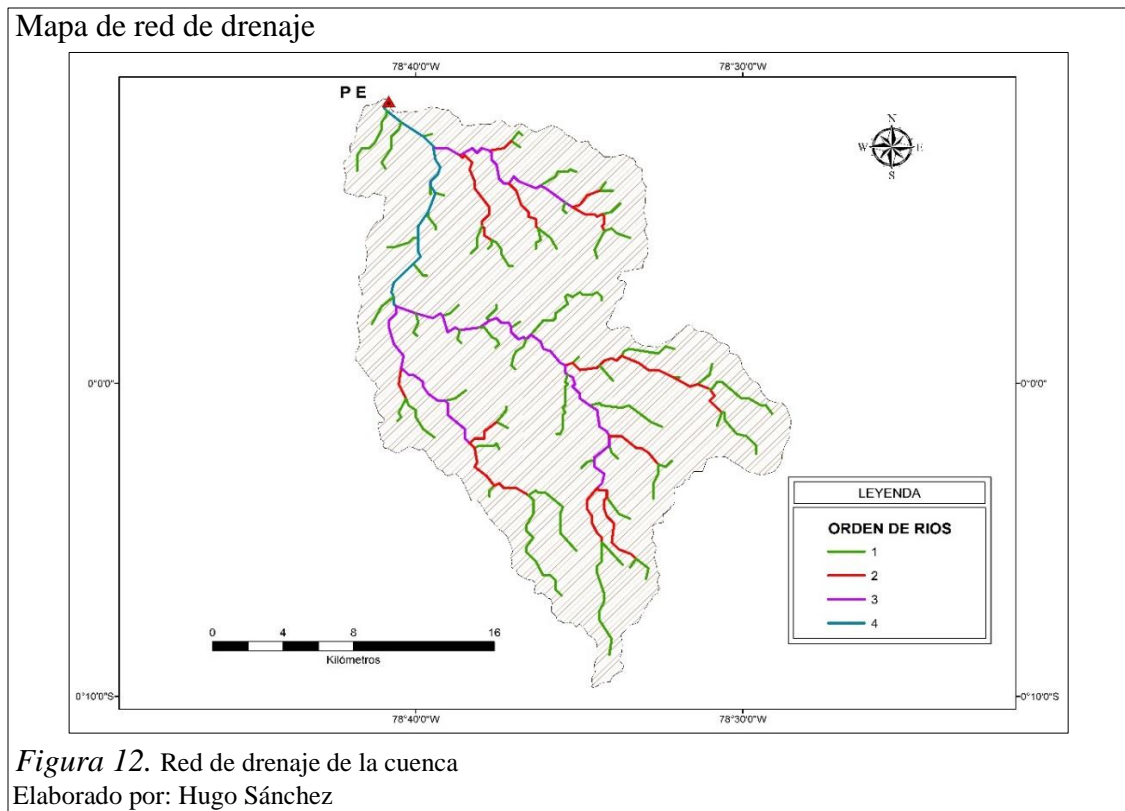 Mapa de red de drenaje
78°40'0"W
78°30'0"W
P E
N
W
E
S
0°0'0"
0°0'0"
LEYENDA
ORDEN DE RIOS
1
2
3
4
0
4
8
16
Kilómetros
0°10'0"S
0°10'0"S
78°40'0"W
78°30'0"W
Figura 12. Red de drenaje de la cuenca
Elaborado por: Hugo Sánchez